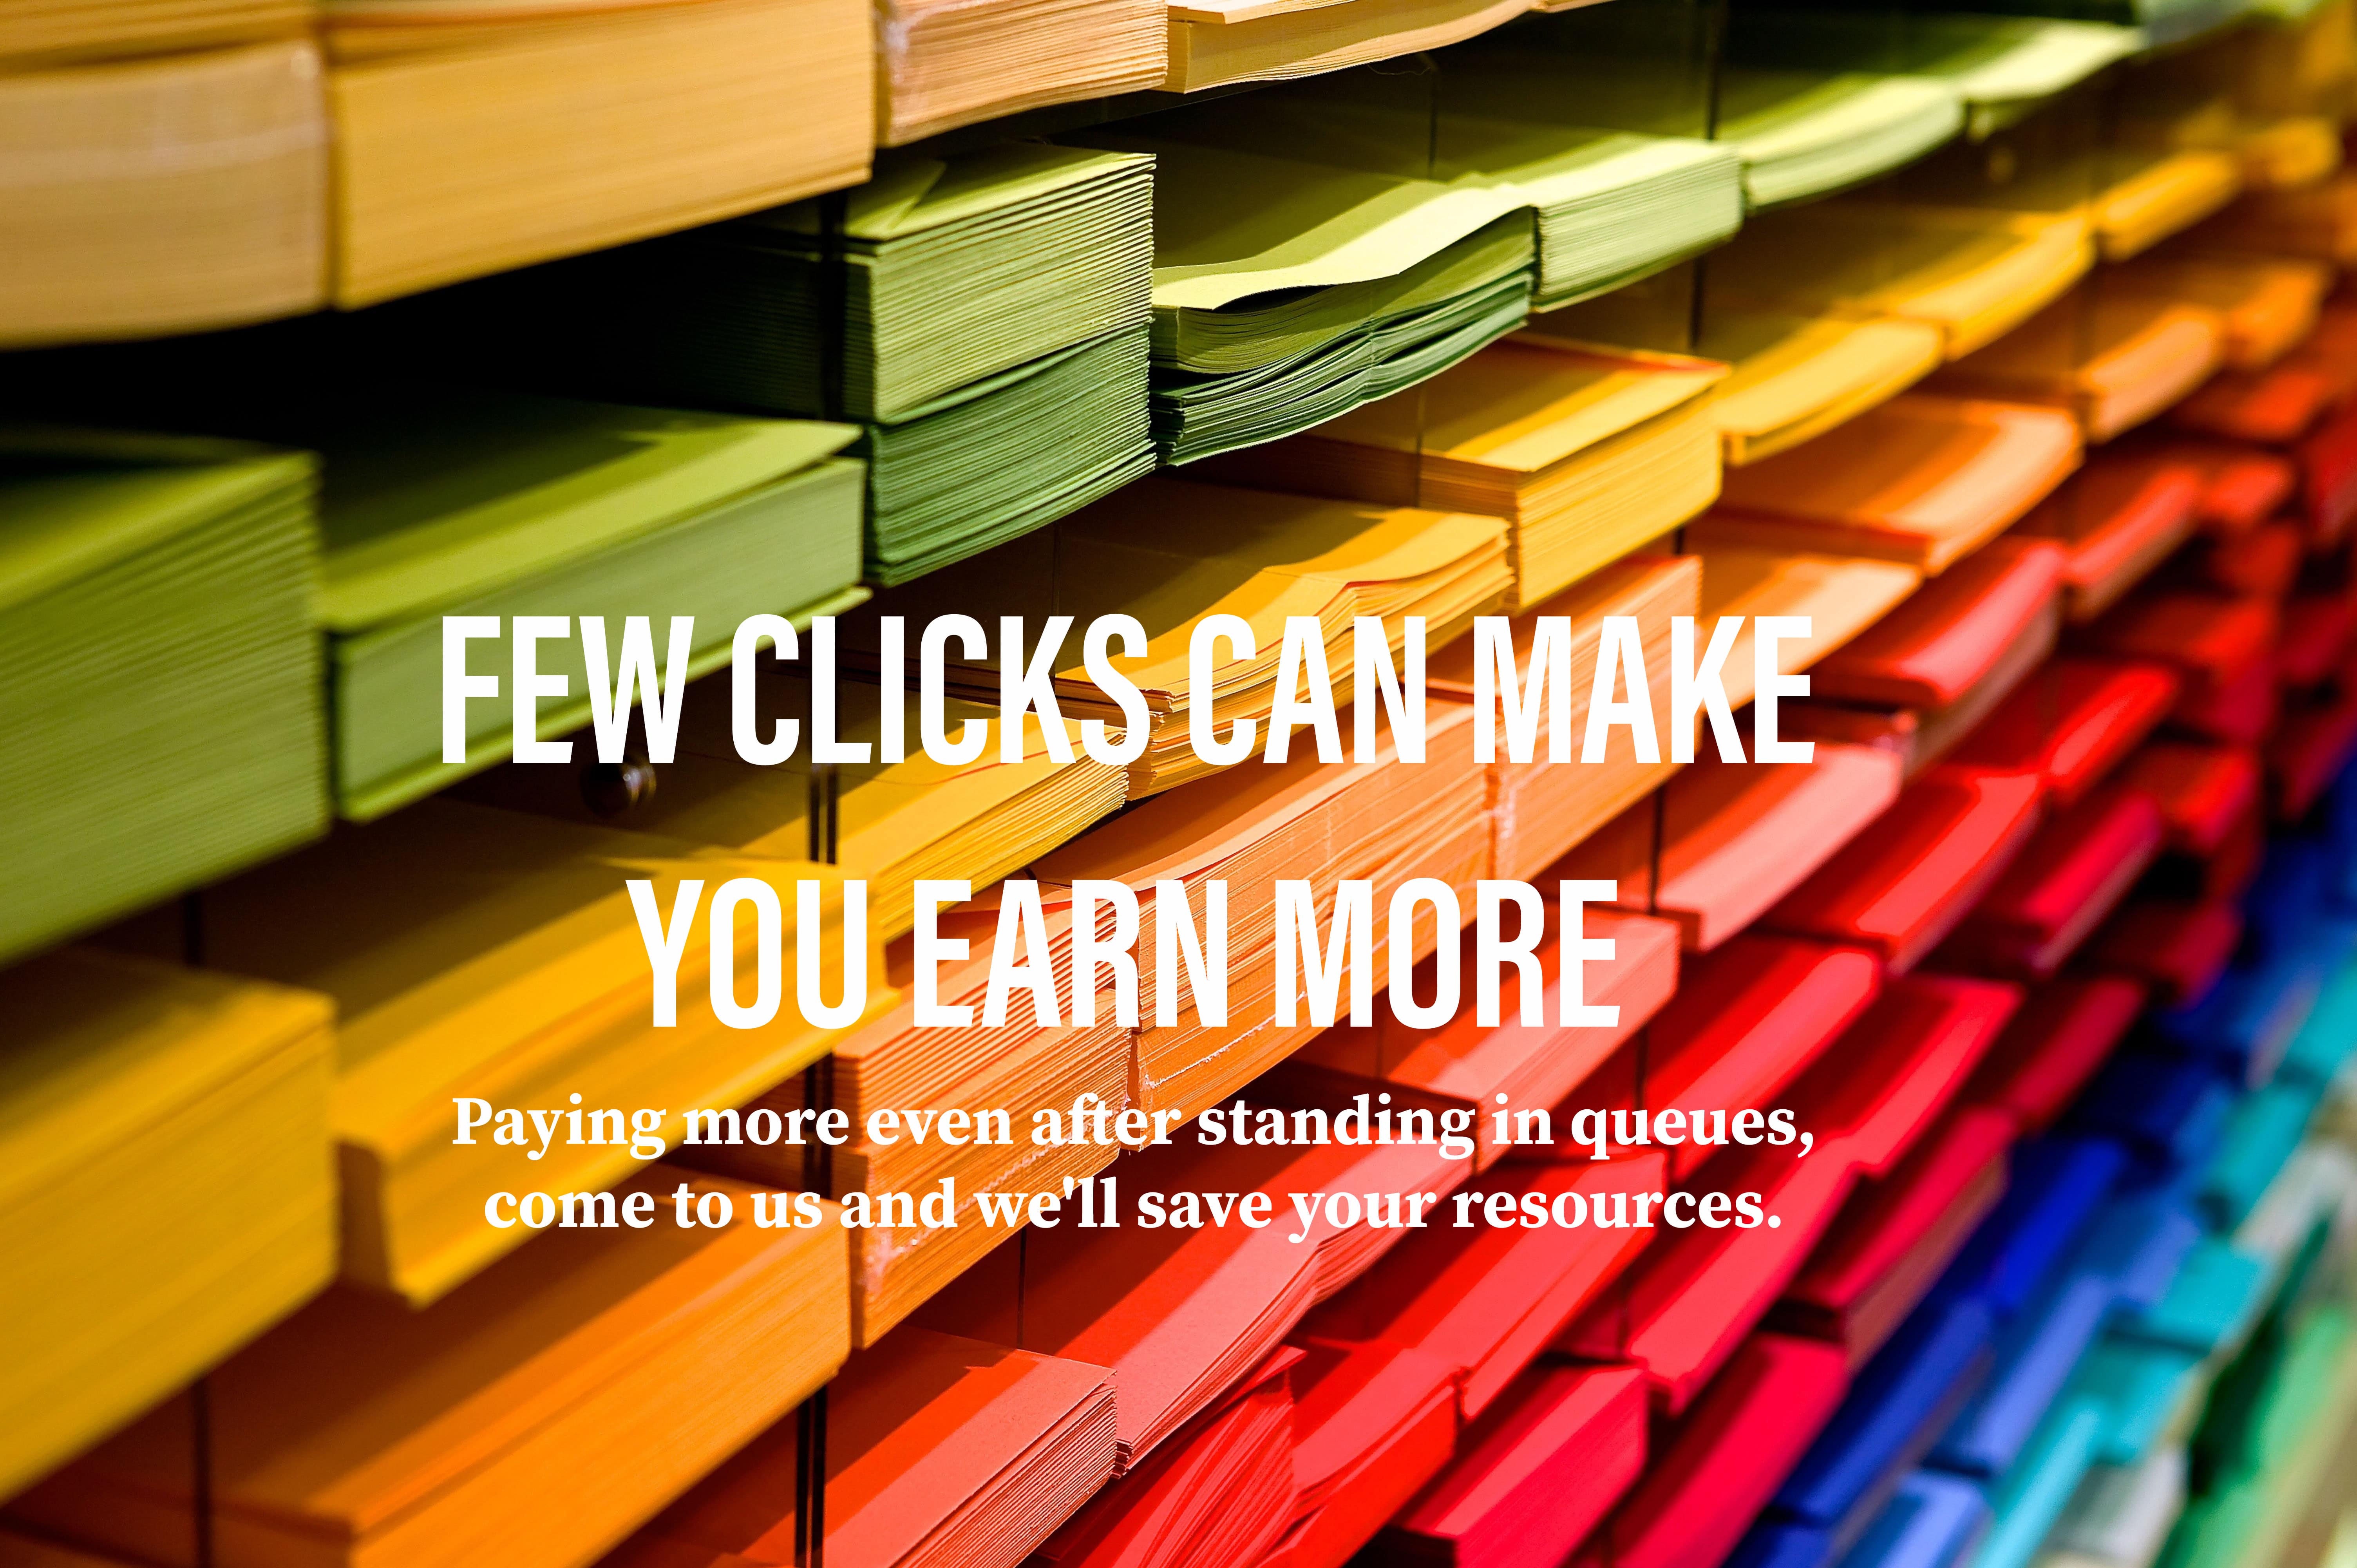 FEW CLICKS CAN MAKE
YOU EARN MORE
Paying more even after standing in queues,
come to us and we'll save your resources.